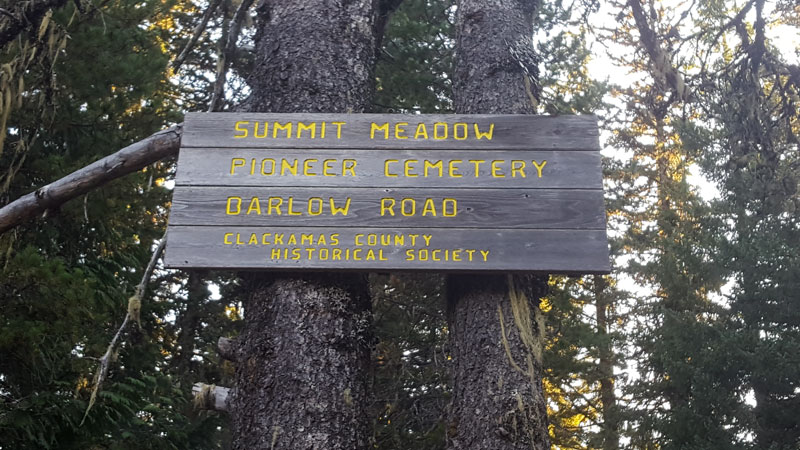 SUMMIT MEADOW
PIONEER CEMETERY
BARLOW ROAD
CLACKAMAS COUNTY
HISTORICAL SOCIETY